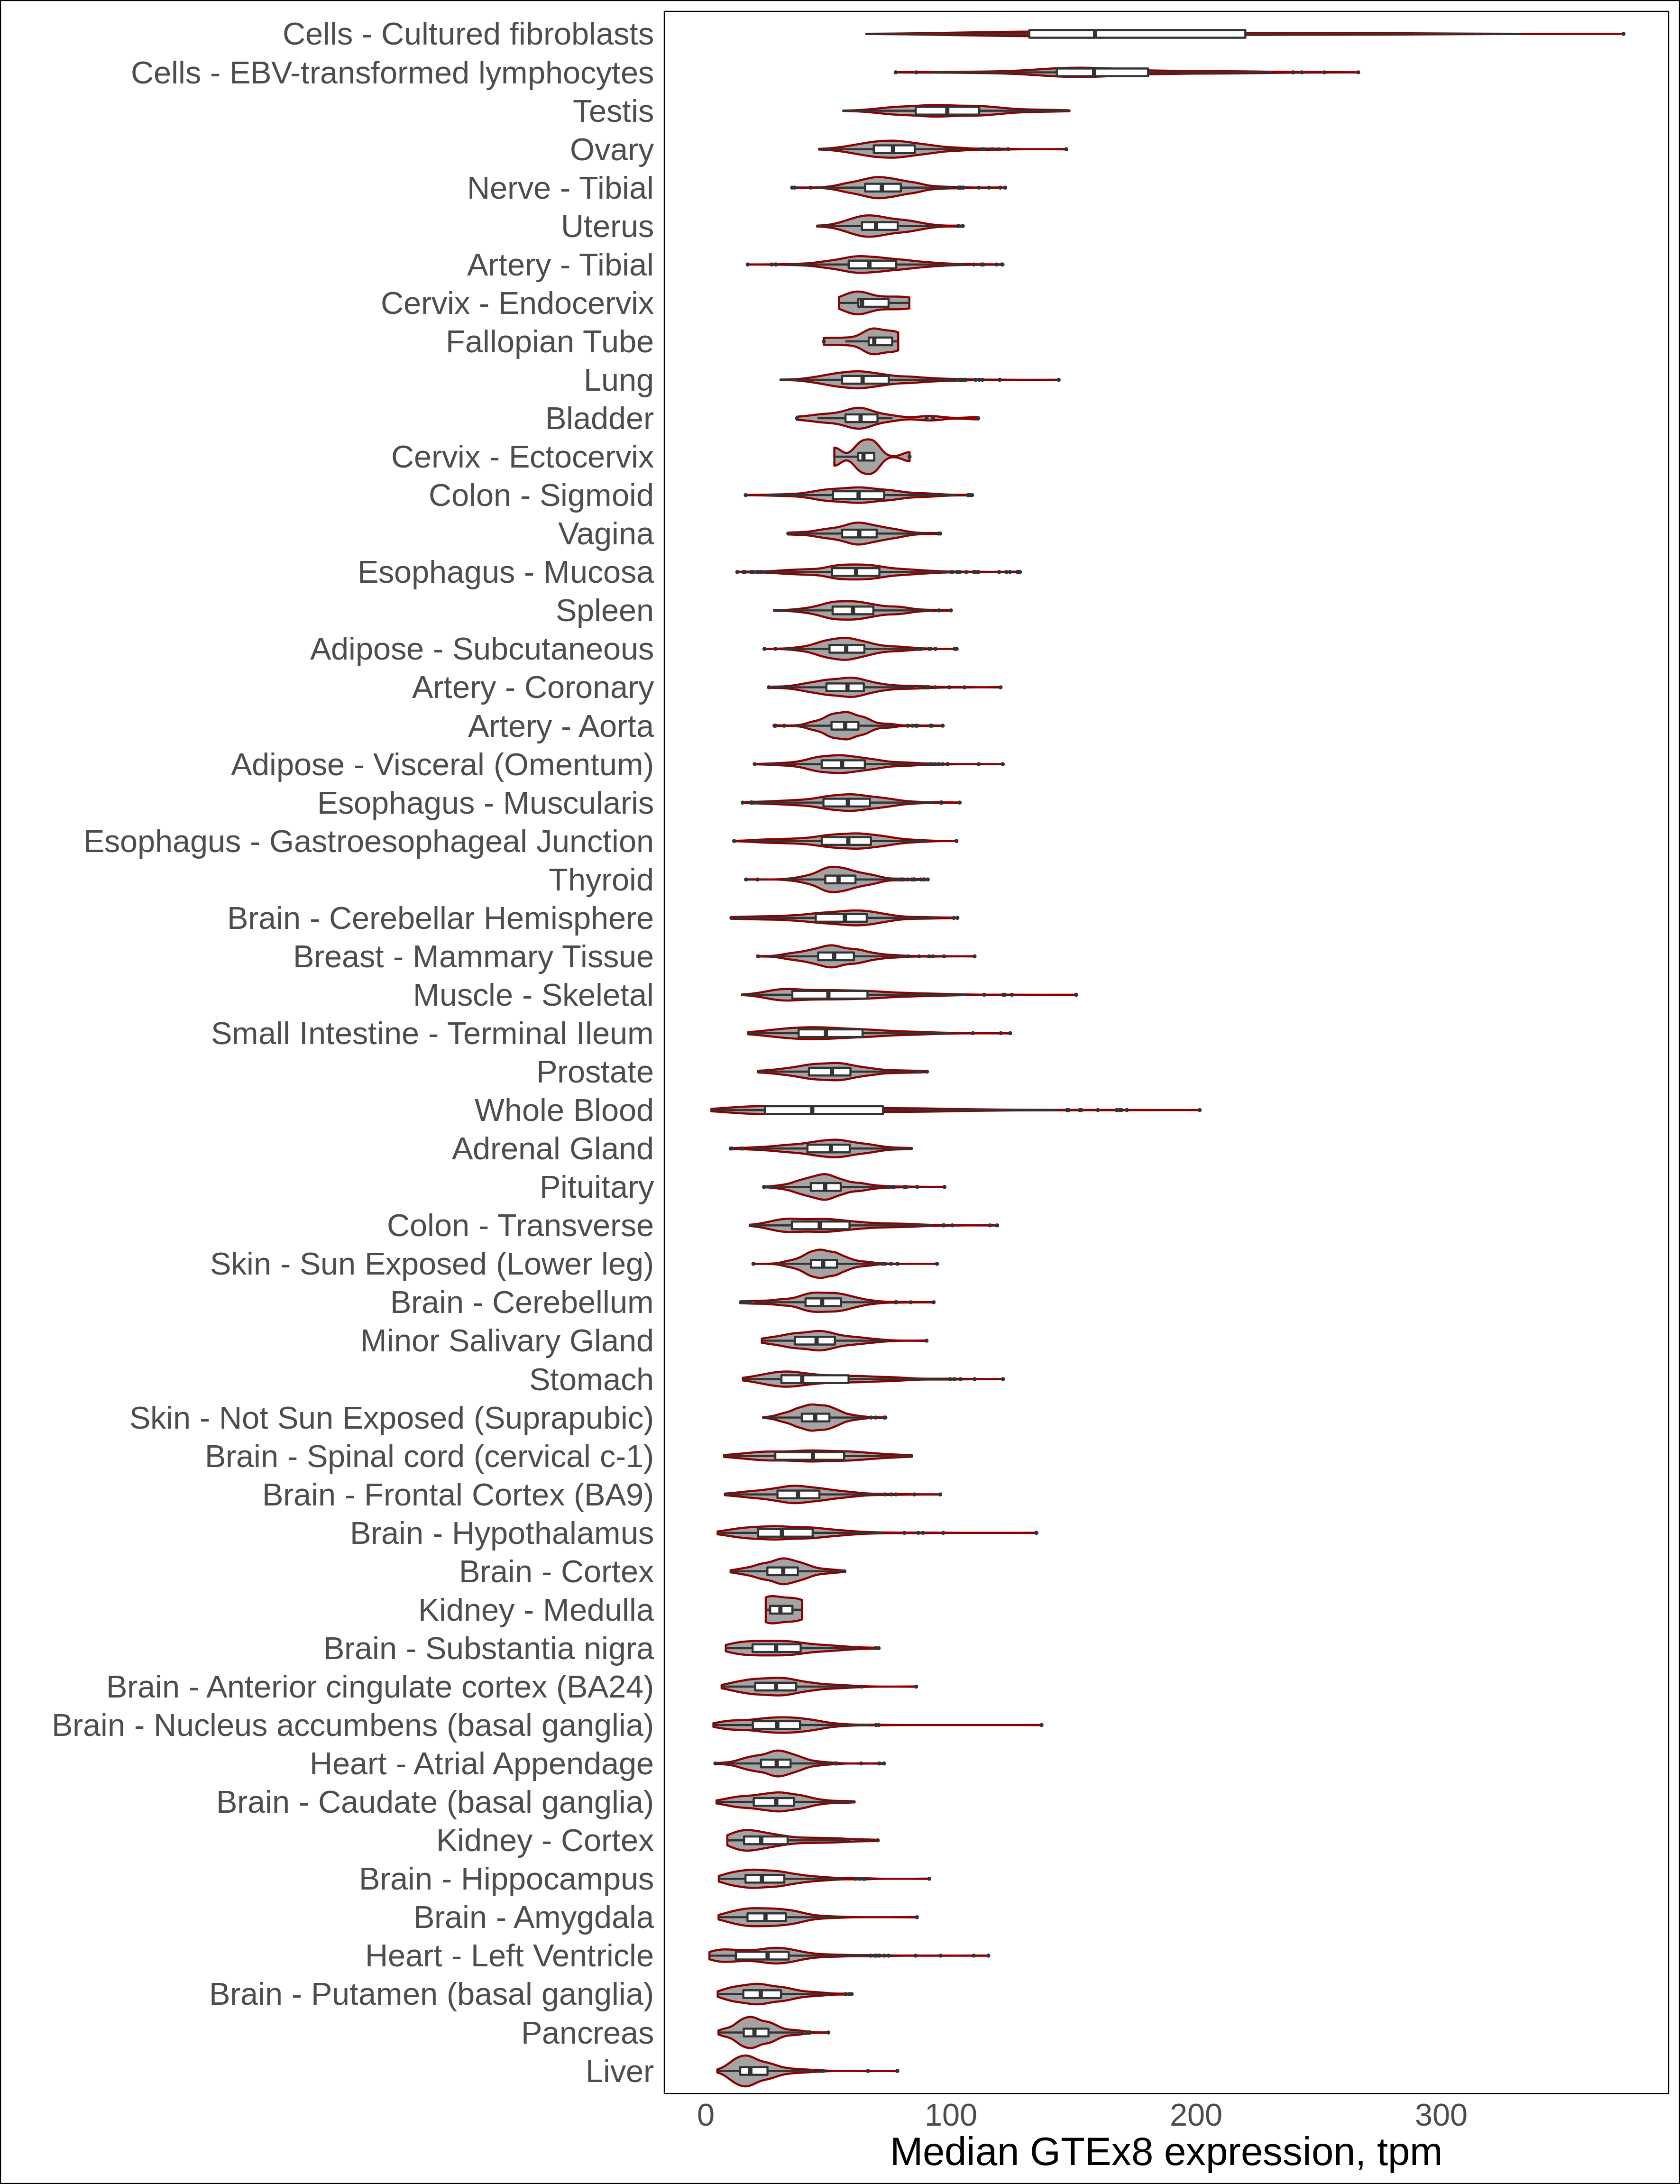 Cells - Cultured fibroblasts
Cells - EBV-transformed lymphocytes
Testis
Ovary
Nerve - Tibial
Uterus
Artery - Tibial
Cervix - Endocervix
Fallopian Tube
Lung
Bladder
Cervix - Ectocervix
Colon - Sigmoid
Vagina
Esophagus - Mucosa
Spleen
Adipose - Subcutaneous
Artery - Coronary
Artery - Aorta
Adipose - Visceral (Omentum)
Esophagus - Muscularis
Esophagus - Gastroesophageal Junction
Thyroid
Brain - Cerebellar Hemisphere
Breast - Mammary Tissue
Muscle - Skeletal
Small Intestine - Terminal Ileum
Prostate
Whole Blood
Adrenal Gland
Pituitary
Colon - Transverse
Skin - Sun Exposed (Lower leg)
Brain - Cerebellum
Minor Salivary Gland
Stomach
Skin - Not Sun Exposed (Suprapubic)
Brain - Spinal cord (cervical c-1)
Brain - Frontal Cortex (BA9)
Brain - Hypothalamus
Brain - Cortex
Kidney - Medulla
Brain - Substantia nigra
Brain - Anterior cingulate cortex (BA24)
Brain - Nucleus accumbens (basal ganglia)
Heart - Atrial Appendage
Brain - Caudate (basal ganglia)
Kidney - Cortex
Brain - Hippocampus
Brain - Amygdala
Heart - Left Ventricle
Brain - Putamen (basal ganglia)
Pancreas
Liver
0 100 200 300
Median GTEx8 expression, tpm